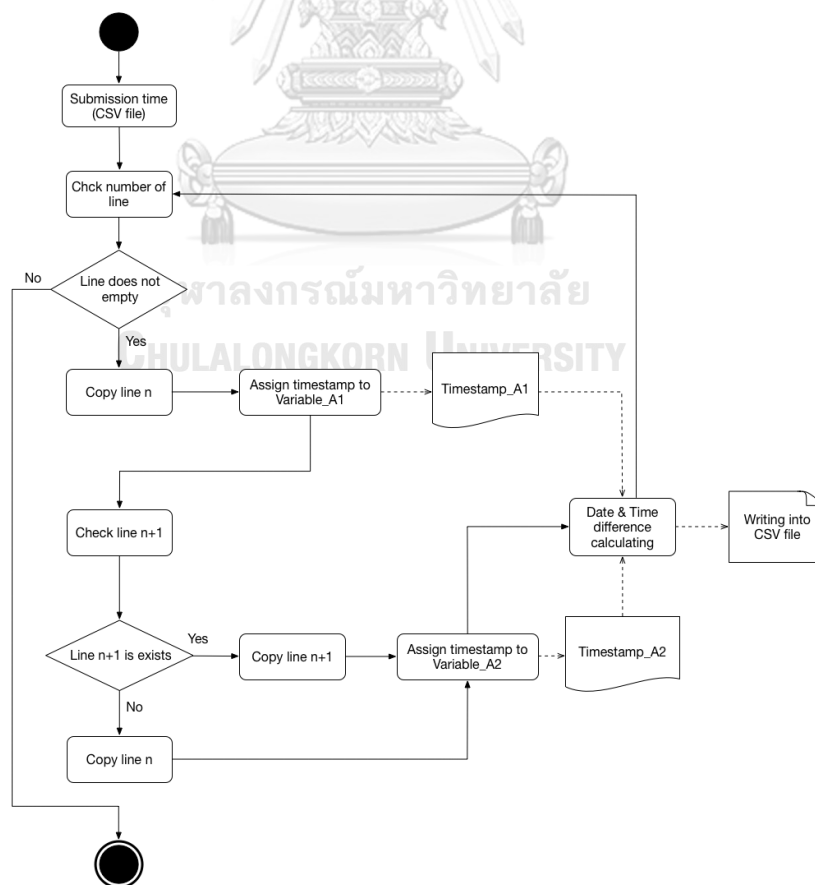 Submission time
(CSV file)
Chck number of
line
No
Line does not
empty
จุฬาลงกรณ์มหาวิทยาลัย
Yes
CHULALONGKORN UNIVERSITY
Copy line n
Assign timestamp to
Variable_A1
Timestamp_A1
Check line n+1
Date & Time
difference
calculating
Writing into
CSV file
Line n+1 is exists
Yes
Copy line n+1
Assign timestamp to
Variable_A2
Timestamp_A2
No
Copy line n